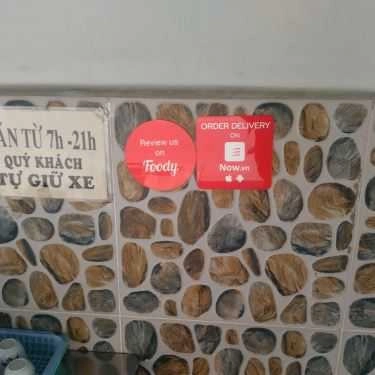 ÁN TỪ 7h -21h
QUÝ KHÁCH
TỰ GIỮ XE
Review us
on
Foody
ORDER DELIVERY
ON
Now.vn